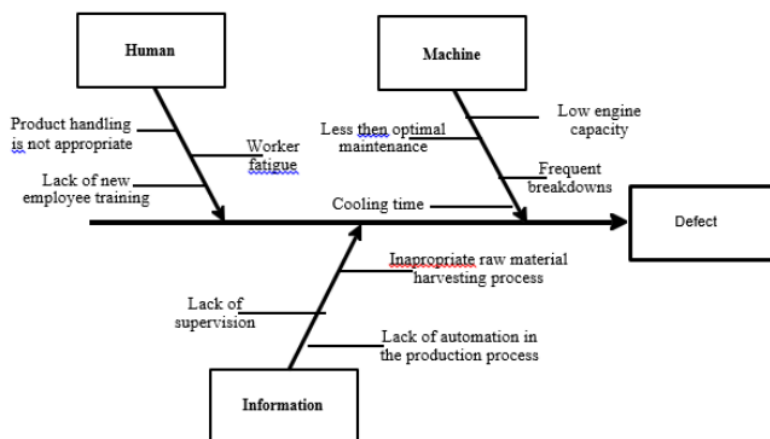 Human
Machine
Product handling
is not appropriate
Worker
fatigue
Lack of new
employee training
Low engine
capacity
Less then optimal
maintenance
Frequent
breakdowns
Cooling time
Defect
Inapropriate raw material
harvesting process
Lack of
supervision
Lack of automation in
the production process
Information